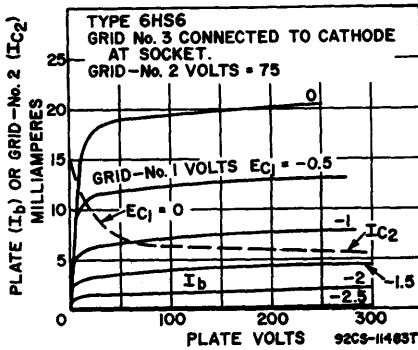 TYPE 6HS6
GRID No. 3 CONNECTED TO CATHODE
AT SOCKET.
GRID-No. 2 VOLTS = 75
PLATE (Ib) OR GRID-No. 2 (IC2)
MILLIAMPERES
25
20
15
10
5
0
0
GRID-No. 1 VOLTS EC1 = -0.5
EC1 = 0
-1
IC2
Ib
-2
-1.5
-2.5
0
100
200
300
PLATE VOLTS
92CS-11483T